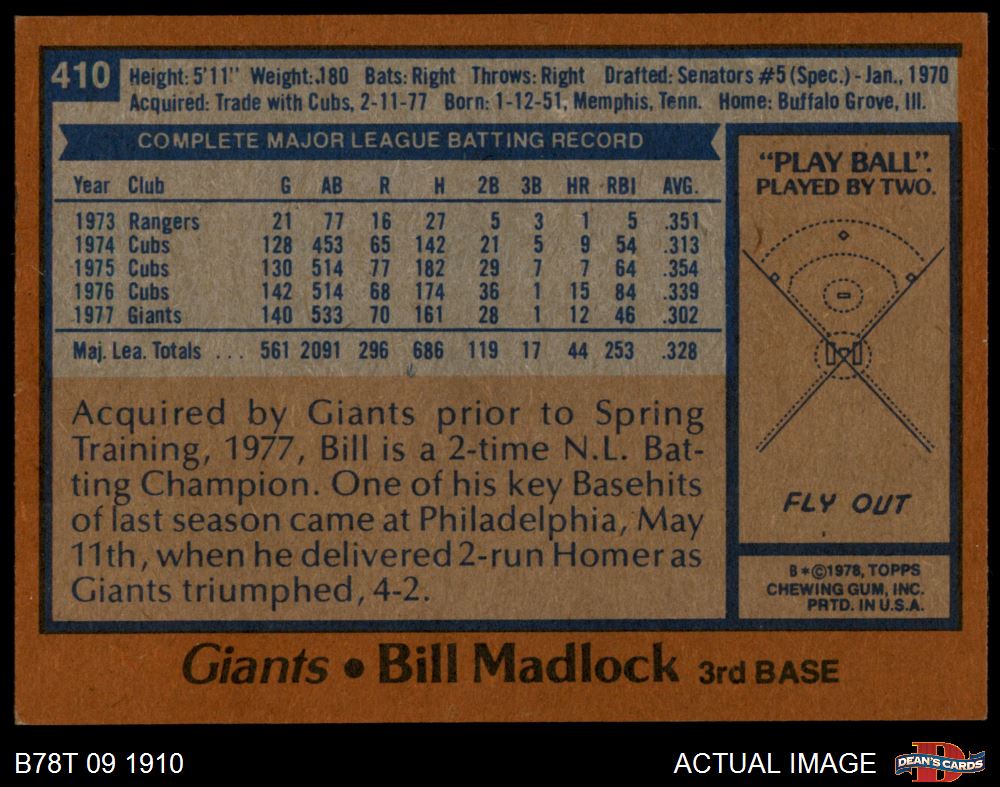 410
Height: 5'11" Weight: 180 Bats: Right Throws: Right Drafted: Senators #5 (Spec.) - Jan., 1970
Acquired: Trade with Cubs, 2-11-77 Born: 1-12-51, Memphis, Tenn. Home: Buffalo Grove, Ill.
COMPLETE MAJOR LEAGUE BATTING RECORD
Year Club G AB R H 2B 3B HR RBI AVG.
1973 Rangers 21 77 16 27 5 3 1 5 .351
1974 Cubs 128 453 65 142 21 5 9 54 .313
1975 Cubs 130 514 77 182 29 7 7 64 .354
1976 Cubs 142 514 68 174 36 1 15 84 .339
1977 Giants 140 533 70 161 28 1 12 46 .302
Maj. Lea. Totals ... 561 2091 296 686 119 17 44 253 .328
Acquired by Giants prior to Spring
Training, 1977, Bill is a 2-time N.L. Bat-
ting Champion. One of his key Basehits
of last season came at Philadelphia, May
11th, when he delivered 2-run Homer as
Giants triumphed, 4-2.
"PLAY BALL".
PLAYED BY TWO.
FLY OUT
B*©1978, TOPPS
CHEWING GUM, INC.
PRTD. IN U.S.A.
Giants • Bill Madlock 3rd BASE
B78T 09 1910
ACTUAL IMAGE
DEAN'S CARDS